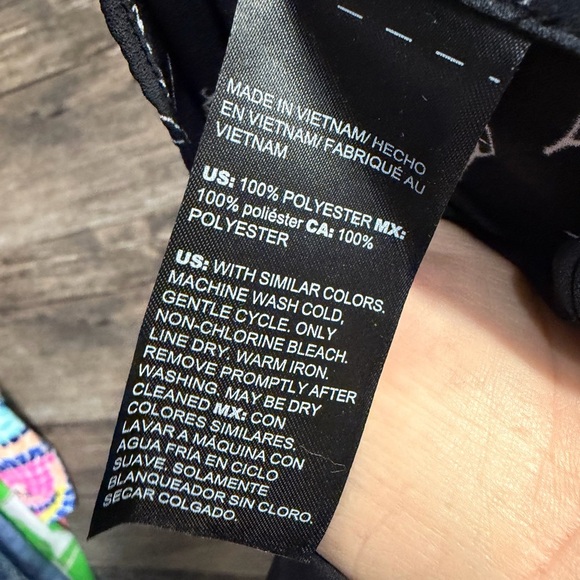 MADE IN VIETNAM/ HECHO
EN VIETNAM/ FABRIQUÉ AU
VIETNAM
US: 100% POLYESTER MX:
100% poliéster CA: 100%
POLYESTER
US: WITH SIMILAR COLORS.
MACHINE WASH COLD,
GENTLE CYCLE. ONLY
NON-CHLORINE BLEACH.
LINE DRY. WARM IRON.
REMOVE PROMPTLY AFTER
WASHING. MAY BE DRY
CLEANED MX: CON
COLORES SIMILARES.
LAVAR A MÁQUINA CON
AGUA FRÍA EN CICLO
SUAVE. SOLAMENTE
BLANQUEADOR SIN CLORO.
SECAR COLGADO.